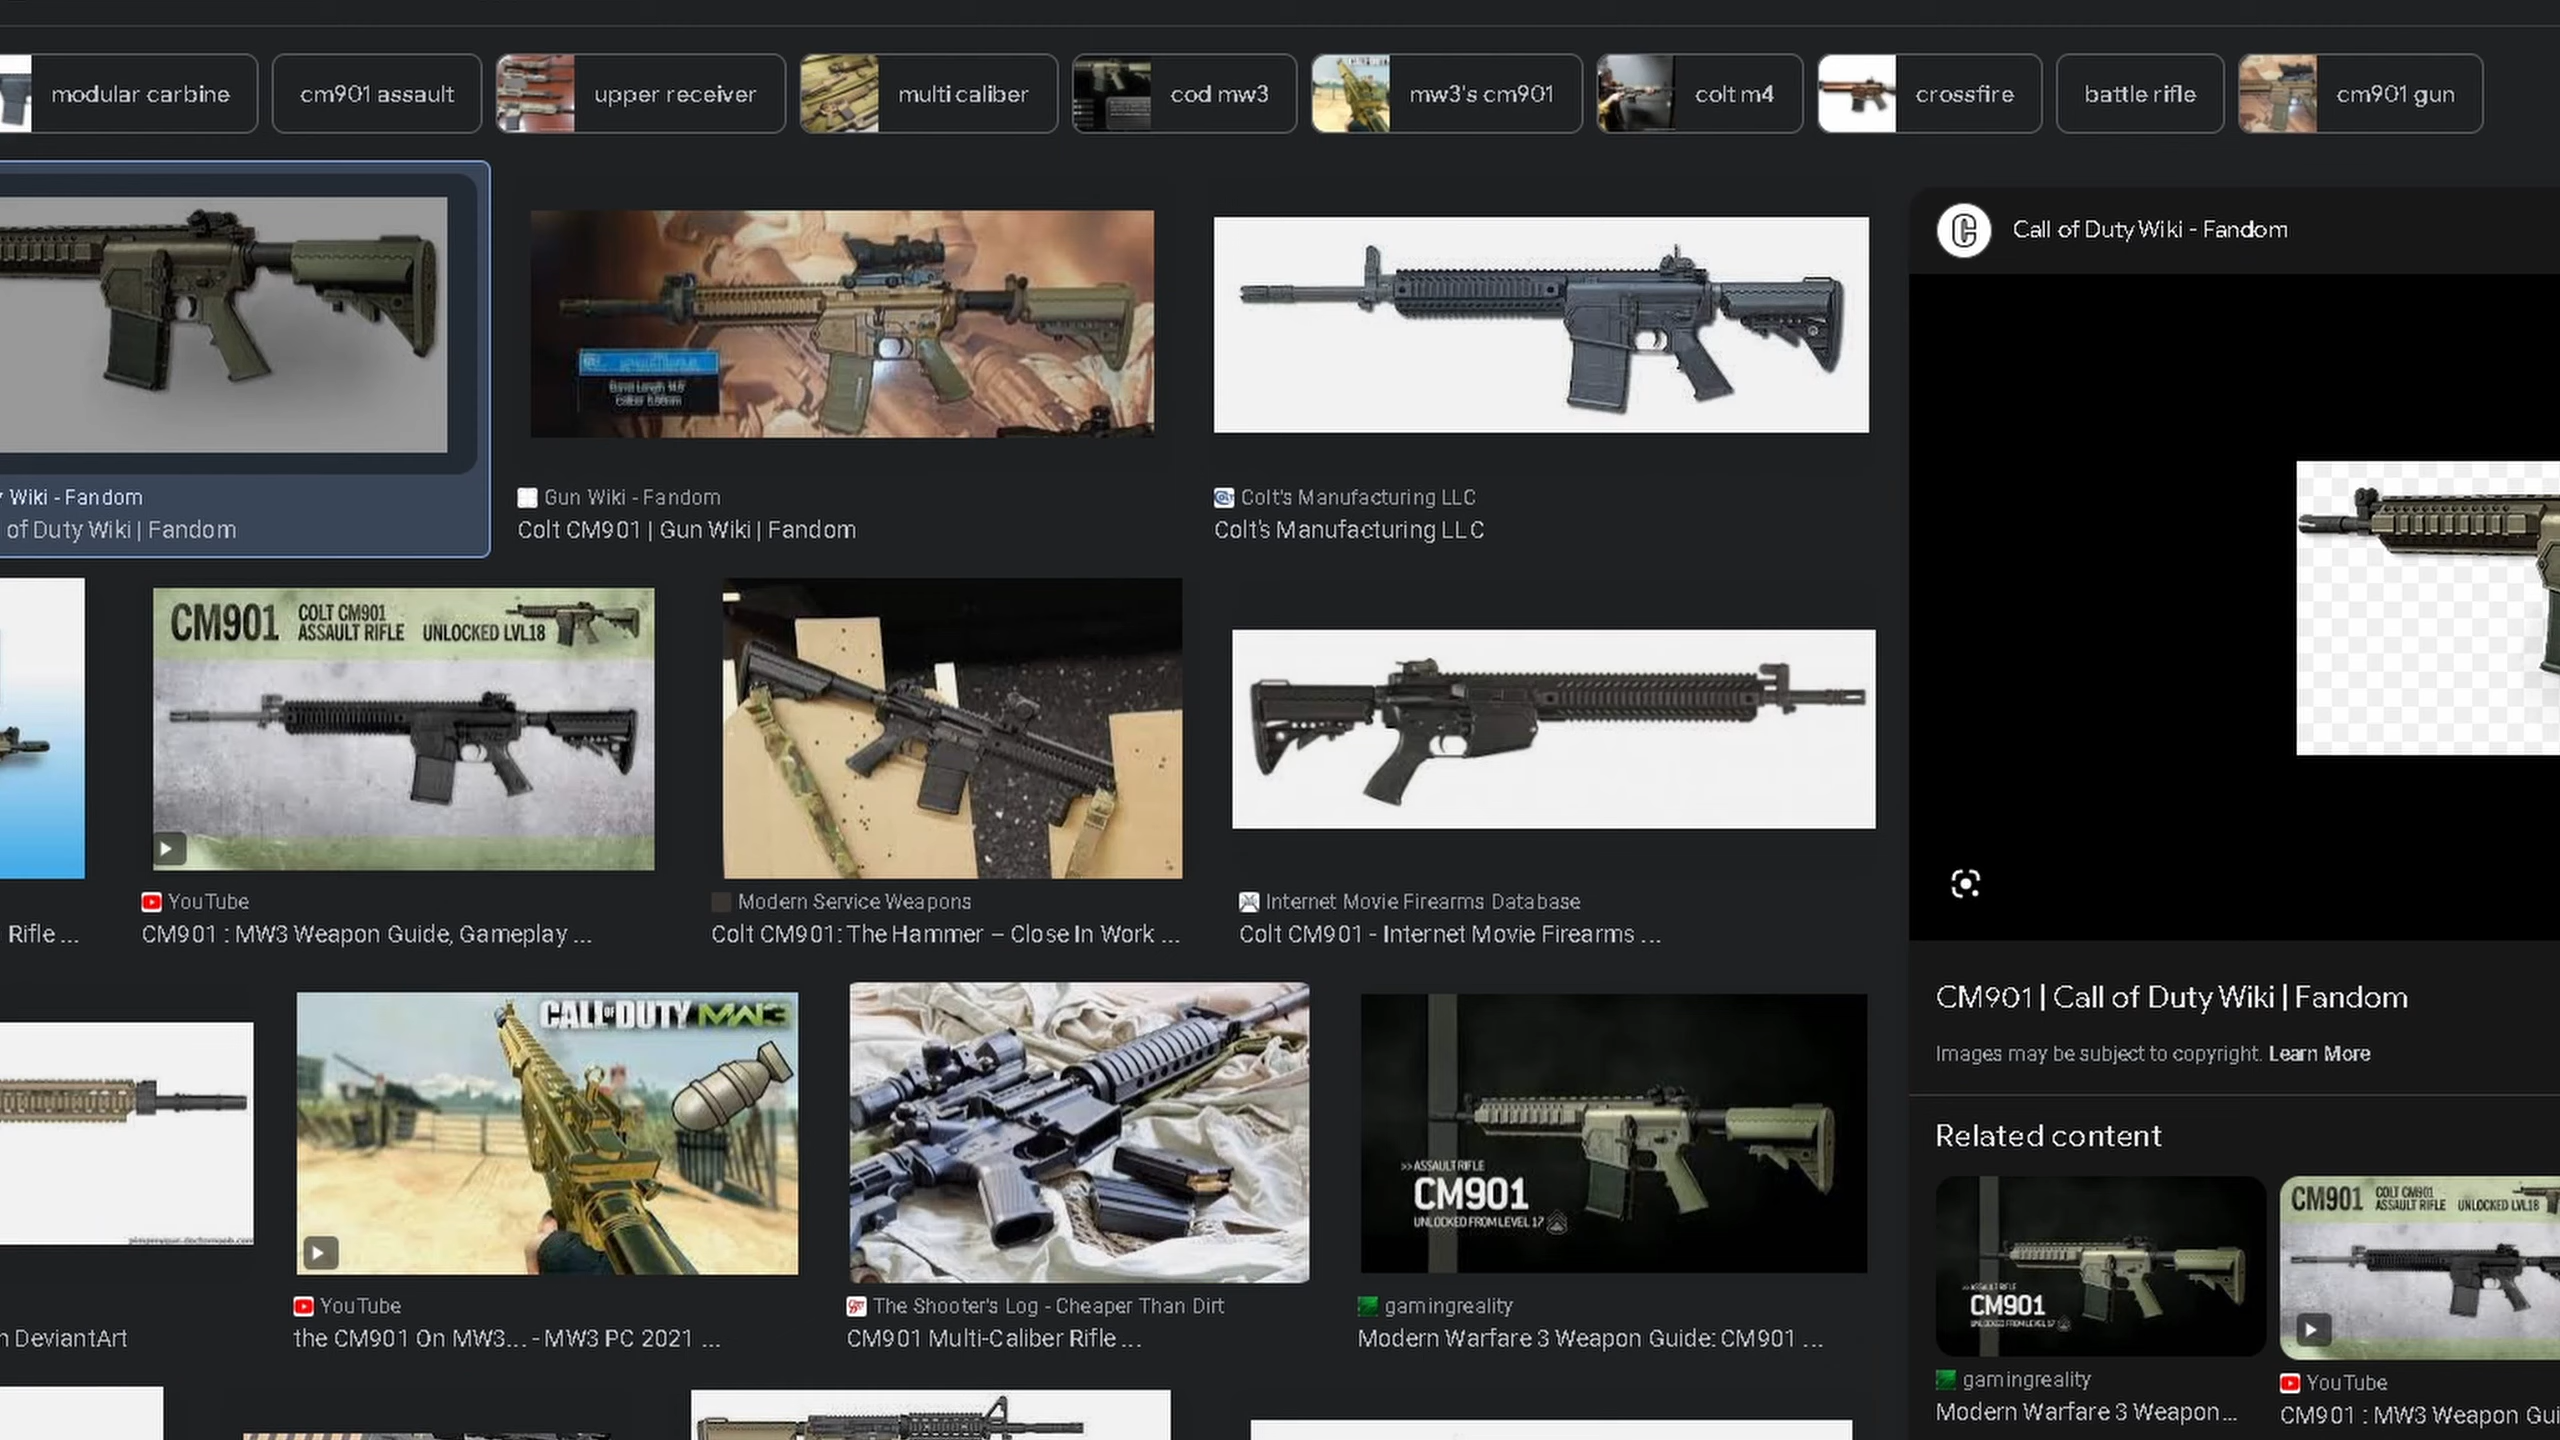 modular carbine
cm901 assault
upper receiver
multi caliber
cod mw3
mw3's cm901
colt m4
crossfire
battle rifle
cm901 gun
Call of Duty Wiki - Fandom
y Wiki - Fandom
of Duty Wiki | Fandom
Gun Wiki - Fandom
Colt CM901 | Gun Wiki | Fandom
Colt's Manufacturing LLC
Colt's Manufacturing LLC
CM901
COLT CM901
ASSAULT RIFLE
UNLOCKED LVL18
Rifle ...
YouTube
CM901 : MW3 Weapon Guide, Gameplay ...
Modern Service Weapons
Colt CM901: The Hammer – Close In Work ...
Internet Movie Firearms Database
Colt CM901 - Internet Movie Firearms ...
CM901 | Call of Duty Wiki | Fandom
Images may be subject to copyright. Learn More
Related content
CALL OF DUTY MW3
>> ASSAULT RIFLE
CM901
UNLOCKED FROM LEVEL 17
n DeviantArt
YouTube
the CM901 On MW3... - MW3 PC 2021 ...
The Shooter's Log - Cheaper Than Dirt
CM901 Multi-Caliber Rifle ...
gamingreality
Modern Warfare 3 Weapon Guide: CM901 ...
ASSAULT RIFLE
CM901
UNLOCKED FROM LEVEL 17
CM901
COLT CM901
ASSAULT RIFLE
UNLOCKED LVL18
gamingreality
Modern Warfare 3 Weapon...
YouTube
CM901 : MW3 Weapon Gui